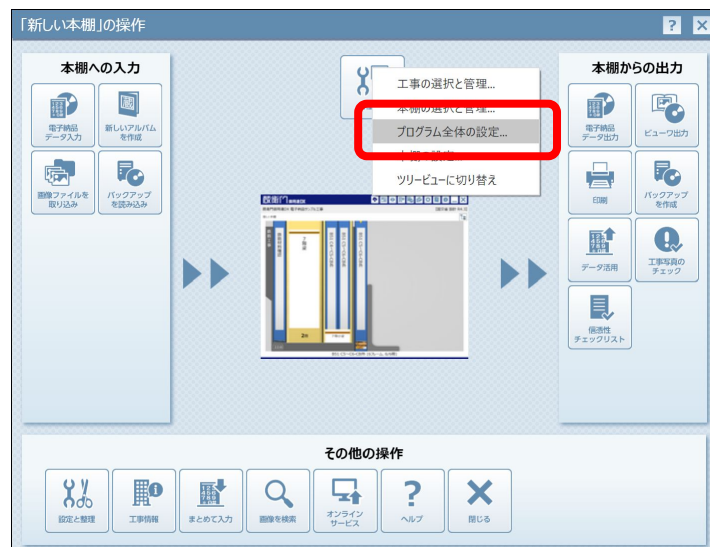 「新しい本棚」の操作
?
本棚への入力
電子納品
データ入力
新しいアルバム
を作成
画像ファイルを
取り込み
バックアップ
を読み込み
工事の選択と管理...
本棚の選択と管理...
プログラム全体の設定...
ツリービューに切り替え
本棚からの出力
電子納品
データ出力
ビューワ出力
印刷
バックアップ
を作成
データ活用
工事写真の
チェック
信憑性
チェックリスト
その他の操作
設定と整理
工事情報
まとめて入力
画像を検索
オンライン
サービス
ヘルプ
閉じる